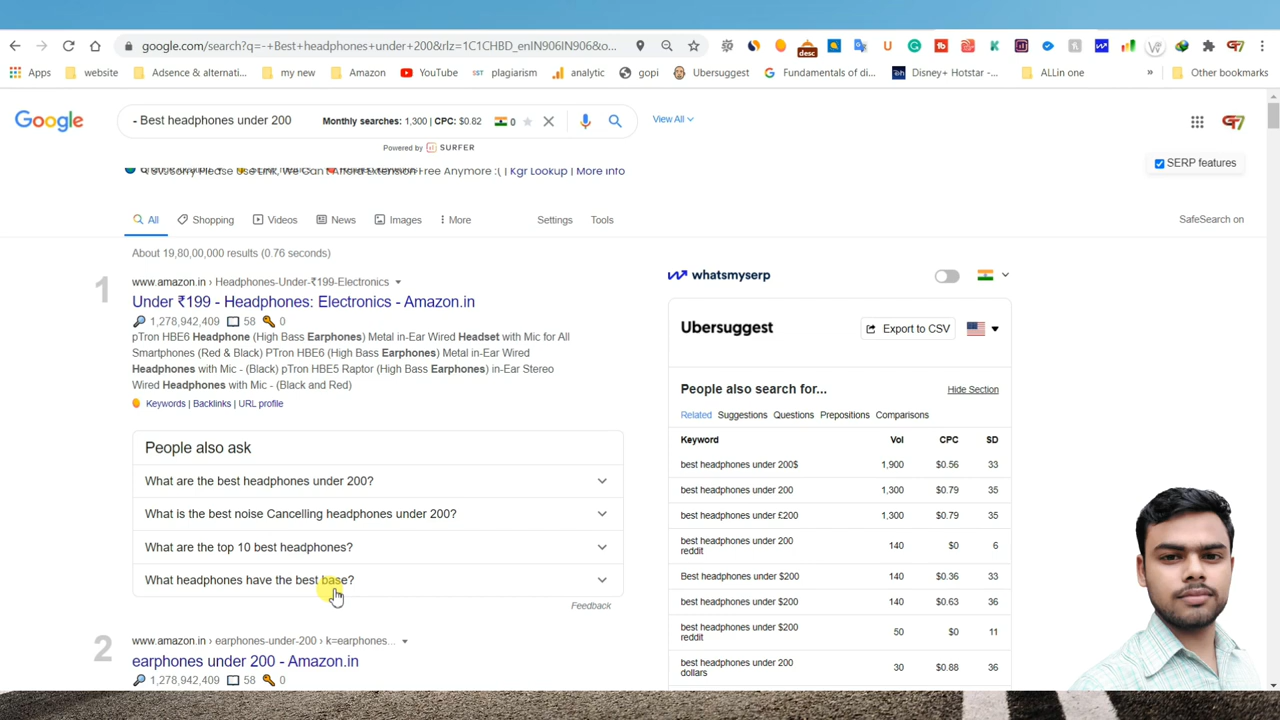 google.com/search?q=-+Best+headphones+under+200&rlz=1C1CHBD_enIN906IN906&o...
desc
Apps website Adsence & alternati... my new Amazon YouTube plagiarism analytic gopi Ubersuggest Fundamentals of di... Disney+ Hotstar -... ALLin one » Other bookmarks
Google
- Best headphones under 200 Monthly searches: 1,300 | CPC: $0.82 0
View All
Powered by SURFER
SERP features
Sorry Please Use Link, We Can't Afford Extension Free Anymore :( | Kgr Lookup | More info
All Shopping Videos News Images More Settings Tools SafeSearch on
About 19,80,00,000 results (0.76 seconds)
1
www.amazon.in › Headphones-Under-₹199-Electronics
Under ₹199 - Headphones: Electronics - Amazon.in
1,278,942,409 58 0
pTron HBE6 Headphone (High Bass Earphones) Metal in-Ear Wired Headset with Mic for All
Smartphones (Red & Black) PTron HBE6 (High Bass Earphones) Metal in-Ear Wired
Headphones with Mic - (Black) pTron HBE5 Raptor (High Bass Earphones) in-Ear Stereo
Wired Headphones with Mic - (Black and Red)
Keywords | Backlinks | URL profile
People also ask
What are the best headphones under 200?
What is the best noise Cancelling headphones under 200?
What are the top 10 best headphones?
What headphones have the best base?
Feedback
2
www.amazon.in › earphones-under-200 › k=earphones...
earphones under 200 - Amazon.in
1,278,942,409 58 0
whatsmyserp
Ubersuggest
Export to CSV
People also search for...
Hide Section
Related Suggestions Questions Prepositions Comparisons
Keyword Vol CPC SD
best headphones under 200$ 1,900 $0.56 33
best headphones under 200 1,300 $0.79 35
best headphones under £200 1,300 $0.79 35
best headphones under 200
reddit 140 $0 6
Best headphones under $200 140 $0.36 33
best headphones under $200 140 $0.63 36
best headphones under $200
reddit 50 $0 11
best headphones under 200
dollars 30 $0.88 36